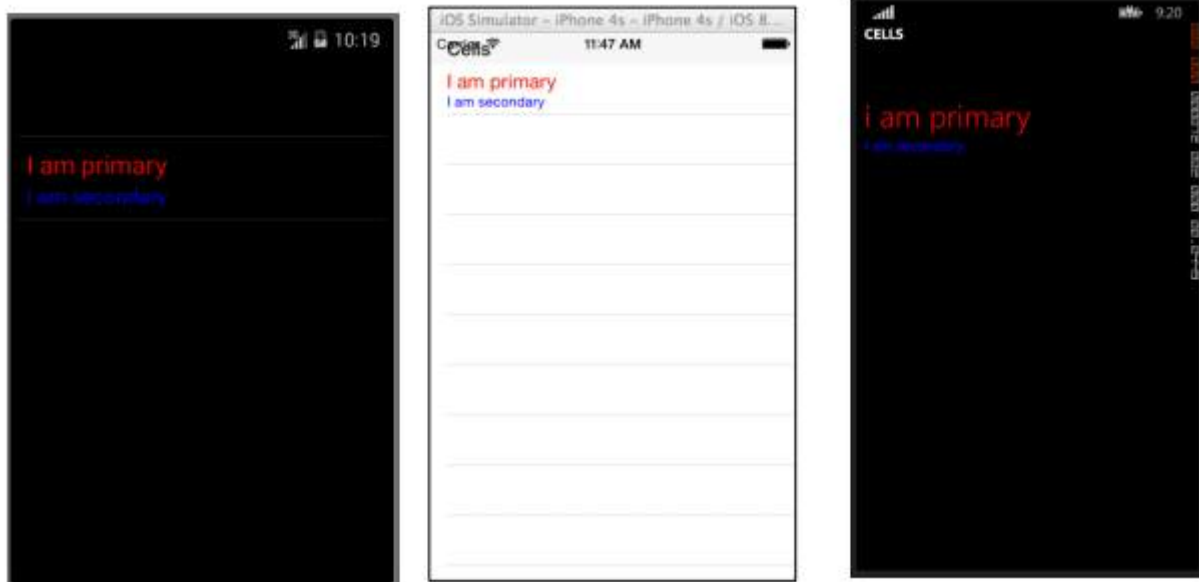 10:19
I am primary
I am secondary
iOS Simulator – iPhone 4s – iPhone 4s / iOS 8....
Cells
11:47 AM
I am primary
I am secondary
9:20
CELLS
i am primary
I am secondary